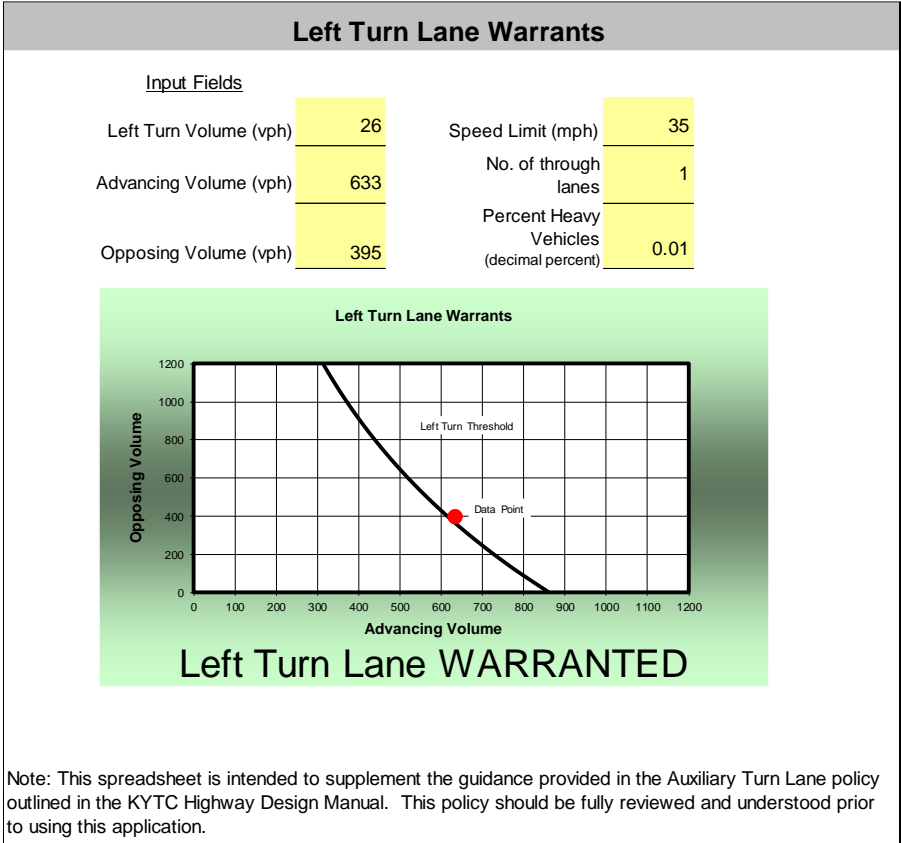 Left Turn Lane Warrants
Input Fields
Left Turn Volume (vph) 26 Speed Limit (mph) 35
Advancing Volume (vph) 633 No. of through
lanes 1
Opposing Volume (vph) 395 Percent Heavy
Vehicles
(decimal percent) 0.01
Left Turn Lane Warrants
Opposing Volume
1200
1000
800
600
400
200
0
Left Turn Threshold
Data Point
0 100 200 300 400 500 600 700 800 900 1000 1100 1200
Advancing Volume
Left Turn Lane WARRANTED
Note: This spreadsheet is intended to supplement the guidance provided in the Auxiliary Turn Lane policy
outlined in the KYTC Highway Design Manual. This policy should be fully reviewed and understood prior
to using this application.